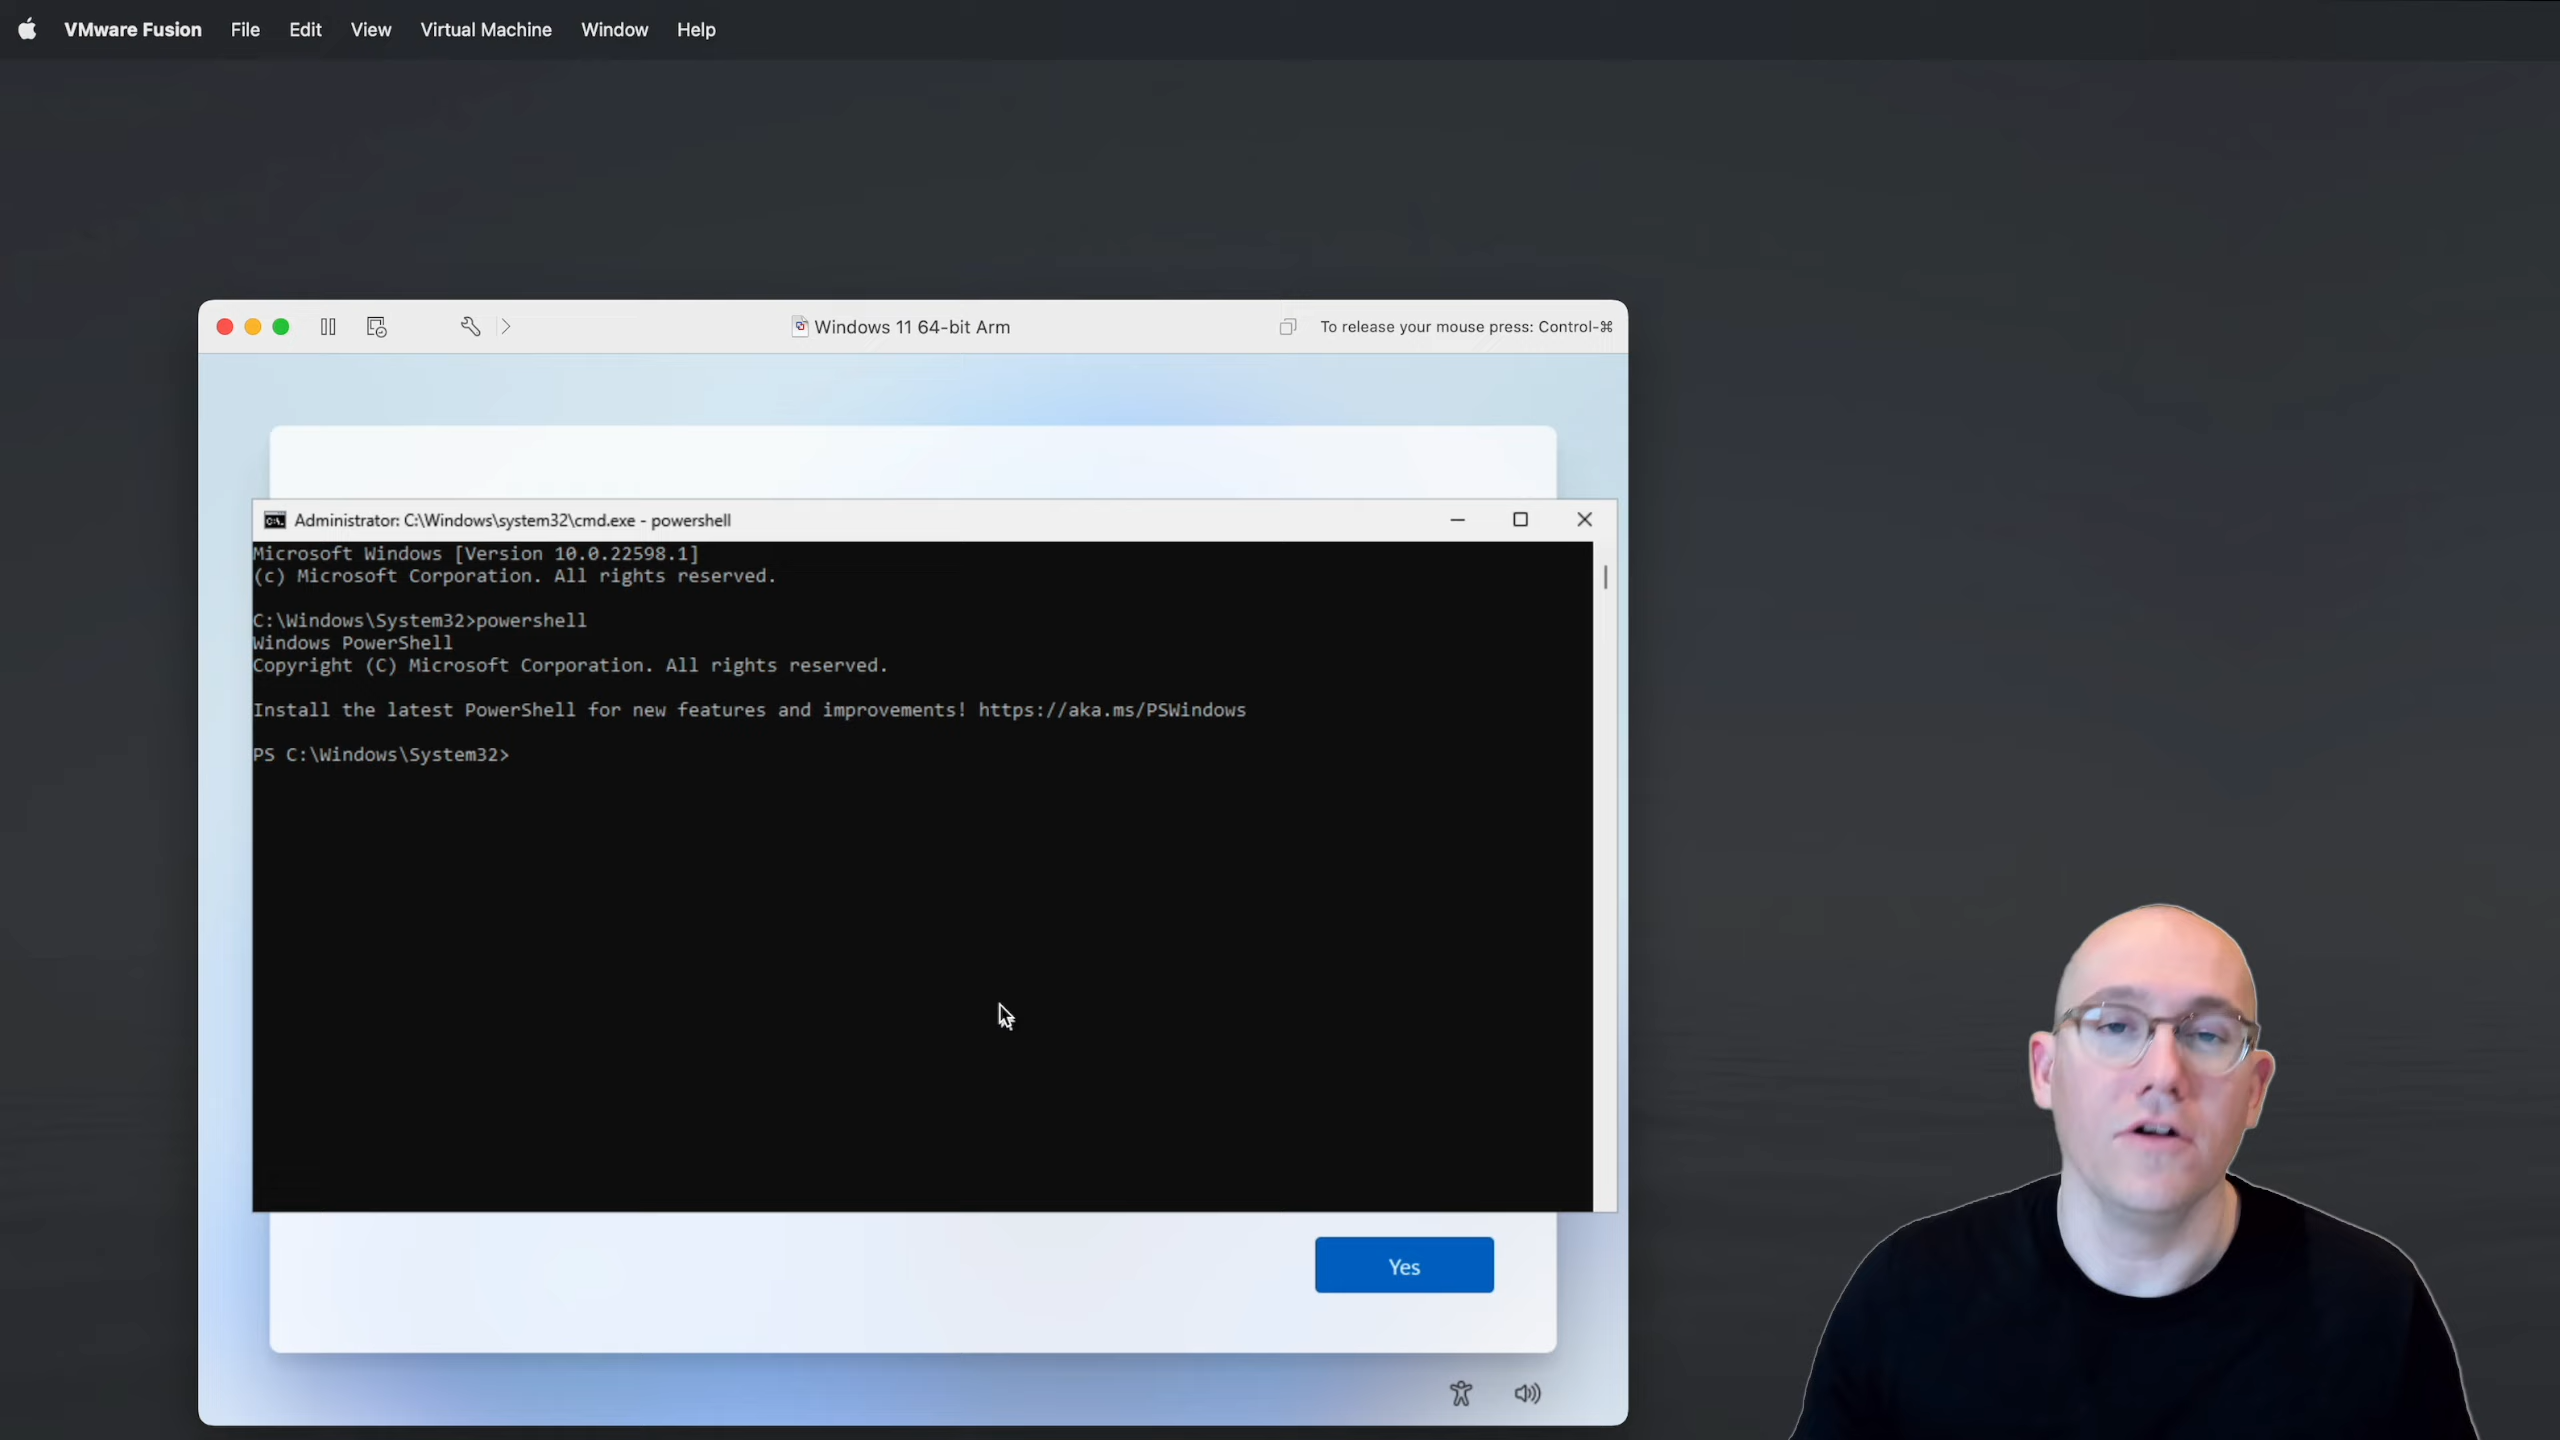 VMware Fusion File Edit View Virtual Machine Window Help
Windows 11 64-bit Arm
To release your mouse press: Control-⌘
Administrator: C:\Windows\system32\cmd.exe - powershell
Microsoft Windows [Version 10.0.22598.1]
(c) Microsoft Corporation. All rights reserved.
C:\Windows\System32>powershell
Windows PowerShell
Copyright (C) Microsoft Corporation. All rights reserved.
Install the latest PowerShell for new features and improvements! https://aka.ms/PSWindows
PS C:\Windows\System32>
Yes